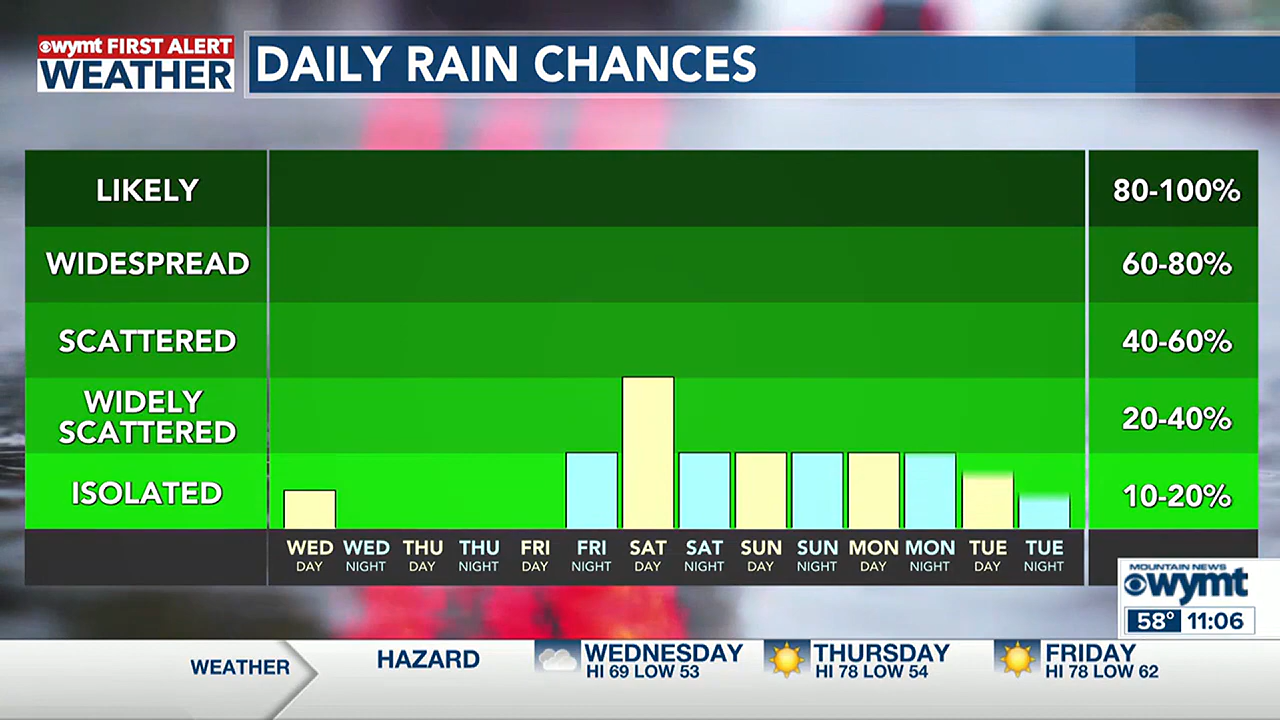 wymt FIRST ALERT
WEATHER
DAILY RAIN CHANCES
LIKELY
80-100%
WIDESPREAD
60-80%
SCATTERED
40-60%
WIDELY
SCATTERED
20-40%
ISOLATED
10-20%
WED WED THU THU FRI FRI SAT SAT SUN SUN MON MON TUE TUE
DAY NIGHT DAY NIGHT DAY NIGHT DAY NIGHT DAY NIGHT DAY NIGHT DAY NIGHT
MOUNTAIN NEWS
wymt
58° 11:06
WEATHER
HAZARD
WEDNESDAY
HI 69 LOW 53
THURSDAY
HI 78 LOW 54
FRIDAY
HI 78 LOW 62